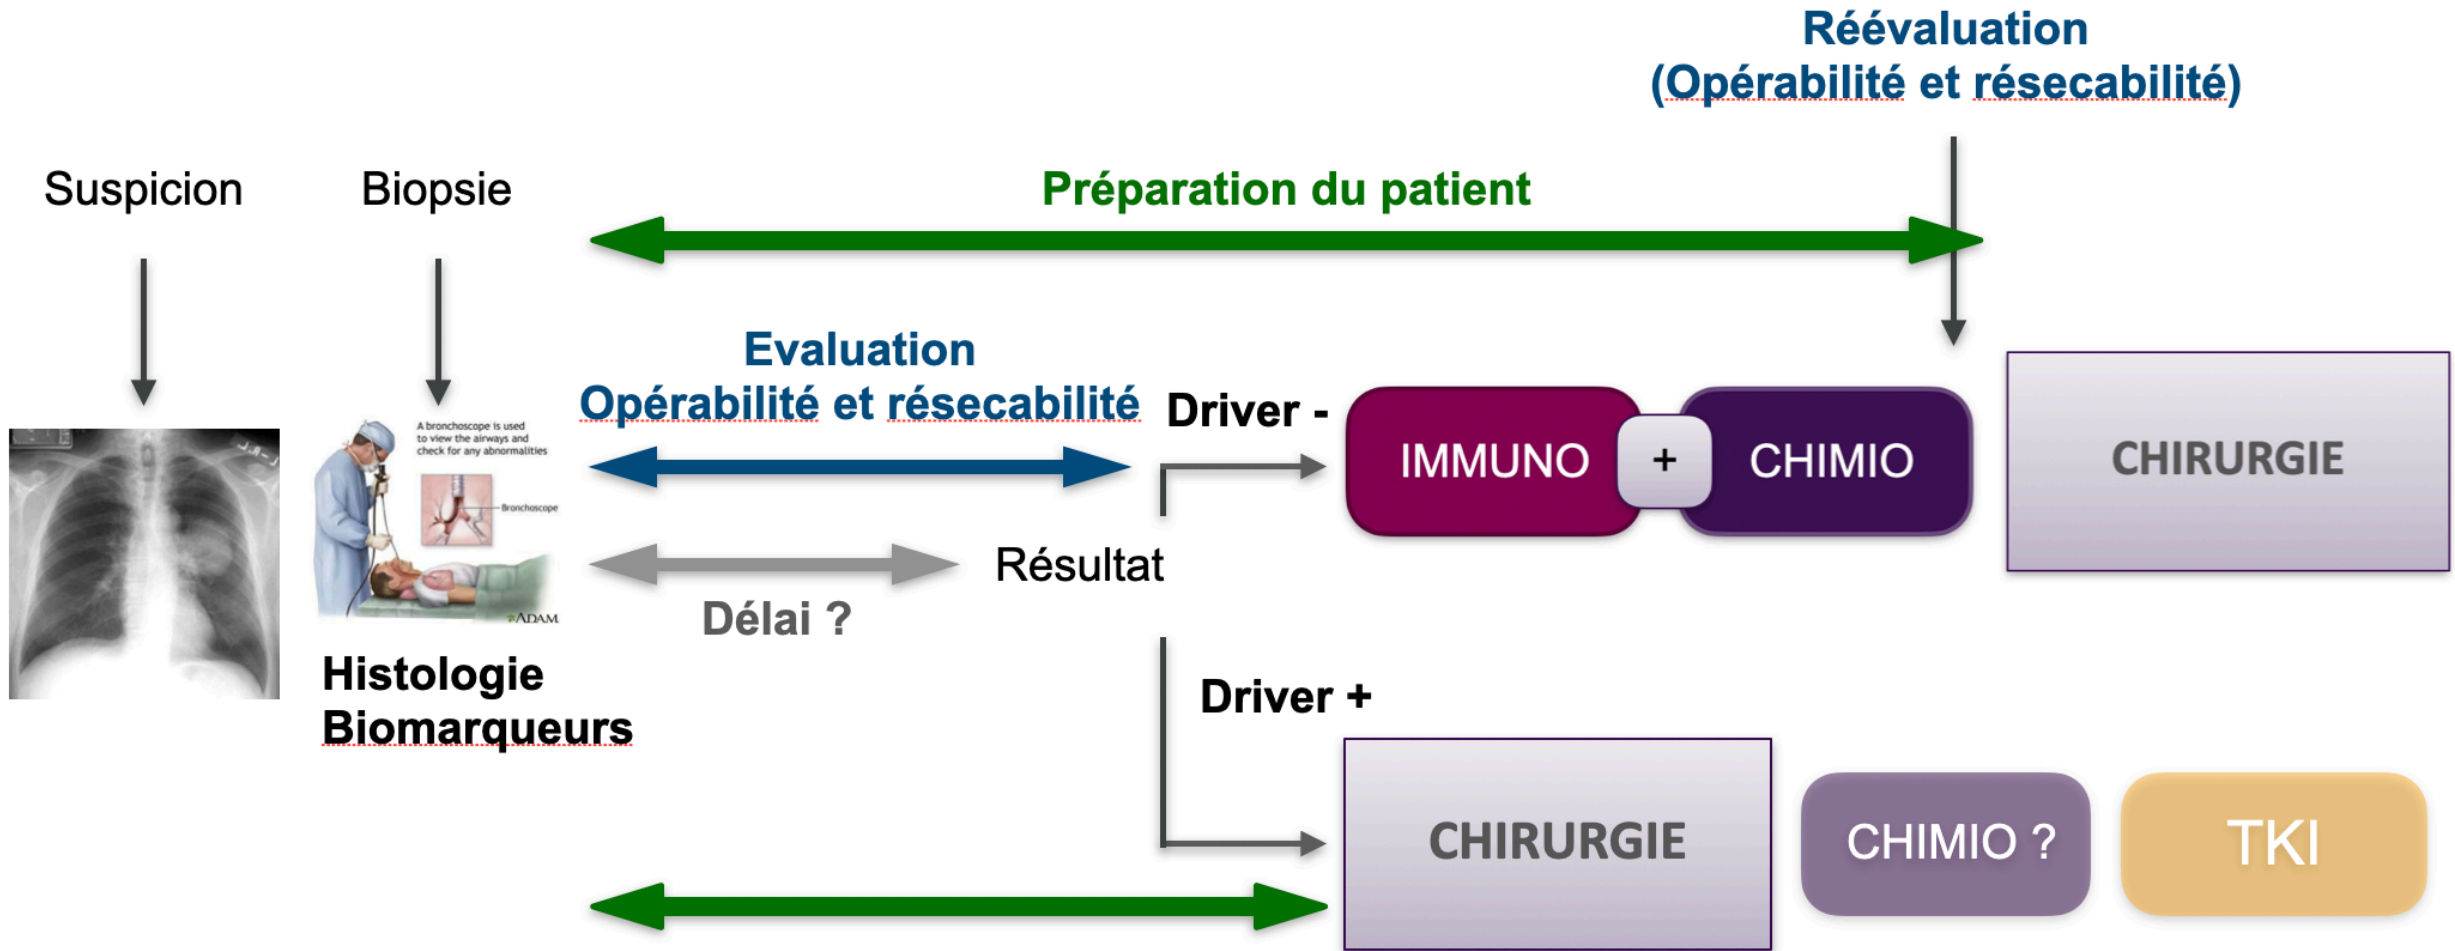 Réévaluation
(Opérabilité et résecabilité)
Suspicion
Biopsie
Préparation du patient
Evaluation
Opérabilité et résecabilité
Driver -
IMMUNO
+
CHIMIO
CHIRURGIE
A bronchoscope is used
to view the airways and
check for any abnormalities
Bronchoscope
ADAM
Délai ?
Résultat
Histologie
Biomarqueurs
Driver +
CHIRURGIE
CHIMIO ?
TKI